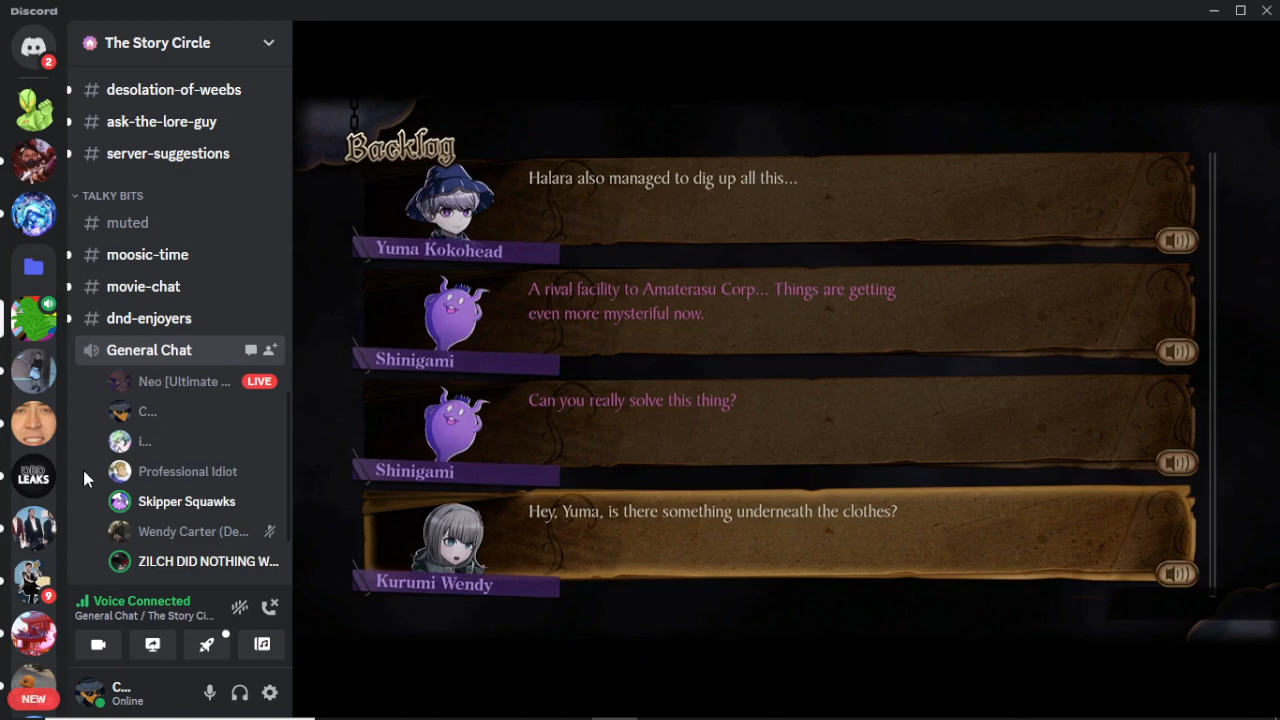 Discord
2
The Story Circle
desolation-of-weebs
ask-the-lore-guy
server-suggestions
TALKY BITS
muted
moosic-time
movie-chat
dnd-enjoyers
General Chat
Neo [Ultimate ...
LIVE
C...
i...
Professional Idiot
Skipper Squawks
Wendy Carter (De...
ZILCH DID NOTHING W...
Voice Connected
General Chat / The Story Ci...
C...
Online
LEAKS
9
NEW
Backlog
Halara also managed to dig up all this...
Yuma Kokohead
A rival facility to Amaterasu Corp... Things are getting
even more mysteriful now.
Shinigami
Can you really solve this thing?
Shinigami
Hey, Yuma, is there something underneath the clothes?
Kurumi Wendy